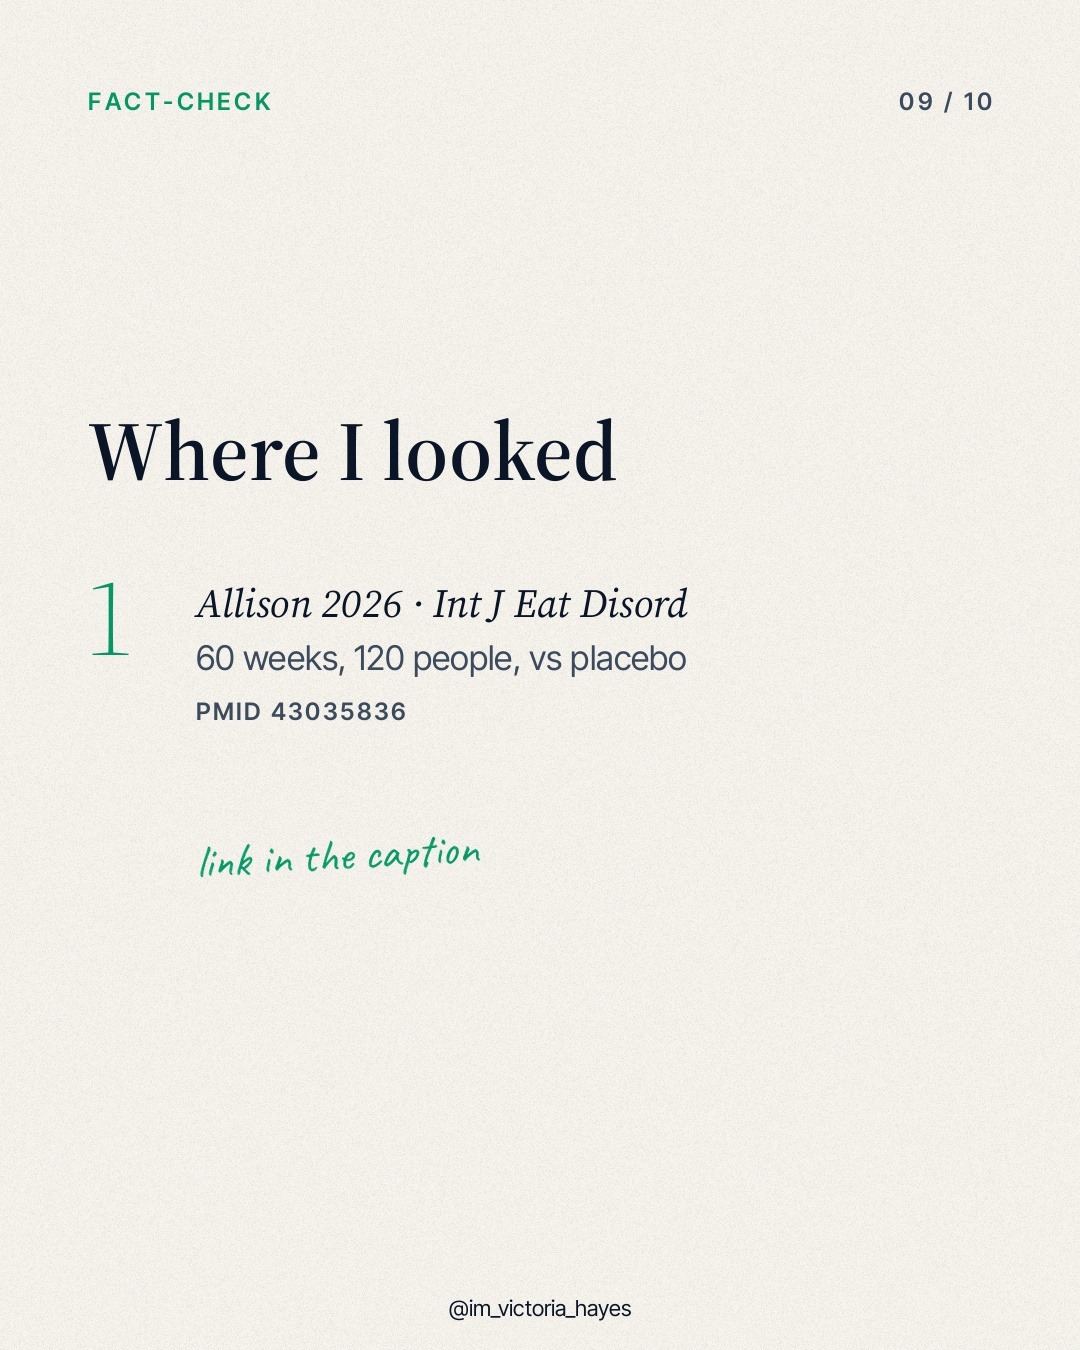 FACT-CHECK
09 / 10
Where I looked
1
Allison 2026 · Int J Eat Disord
60 weeks, 120 people, vs placebo
PMID 43035836
link in the caption
@im_victoria_hayes